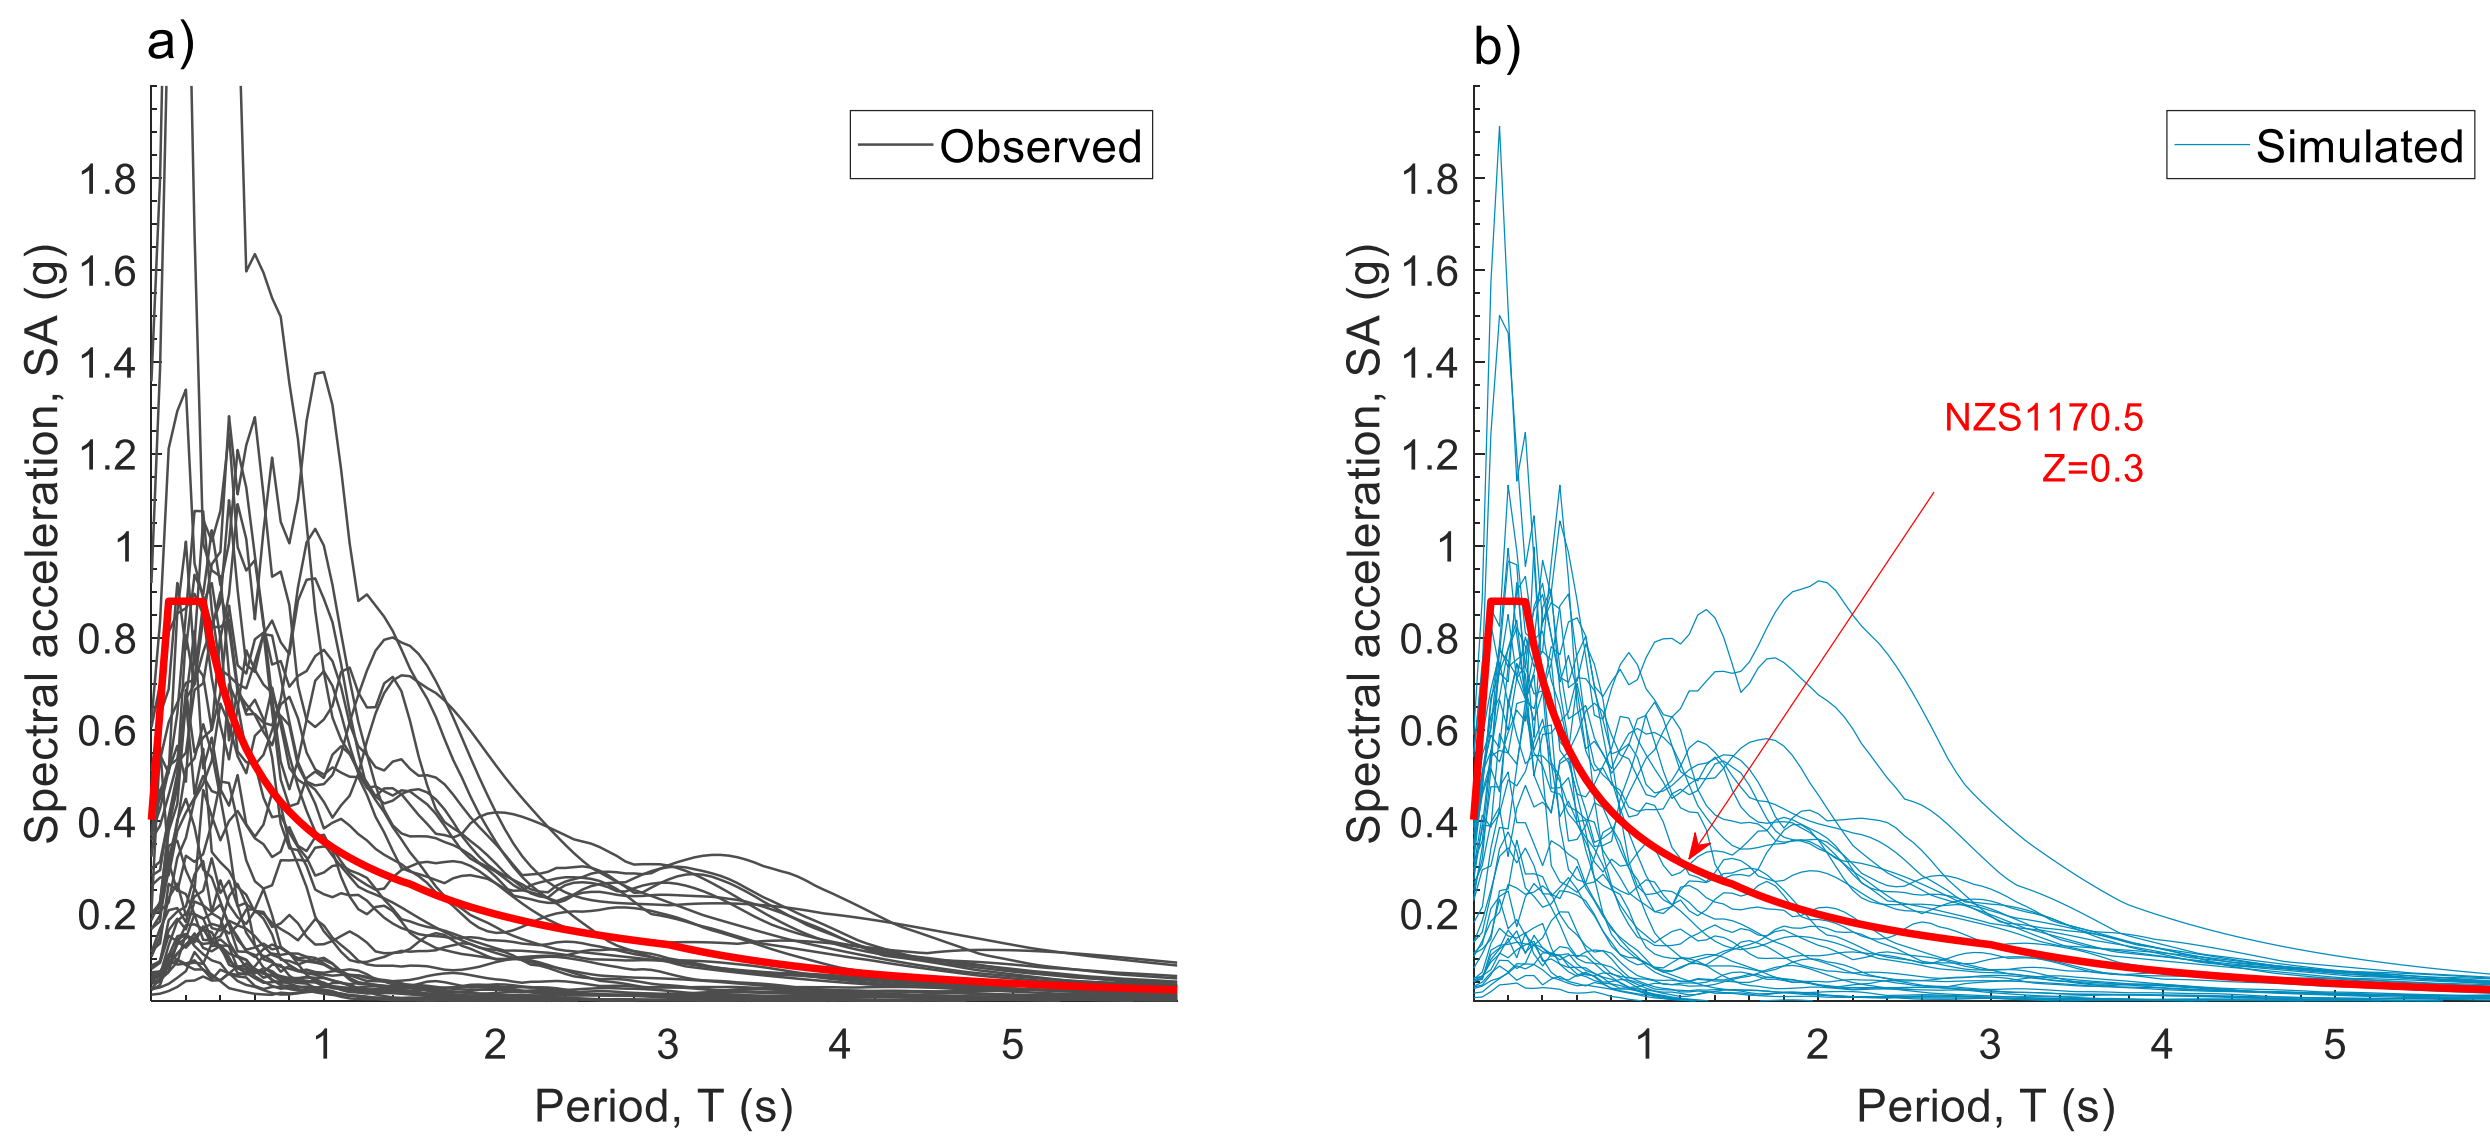 a)
Spectral acceleration, SA (g)
1.8
1.6
1.4
1.2
1
0.8
0.6
0.4
0.2
1 2 3 4 5
Period, T (s)
Observed
b)
Spectral acceleration, SA (g)
1.8
1.6
1.4
1.2
1
0.8
0.6
0.4
0.2
1 2 3 4 5
Period, T (s)
Simulated
NZS1170.5
Z=0.3